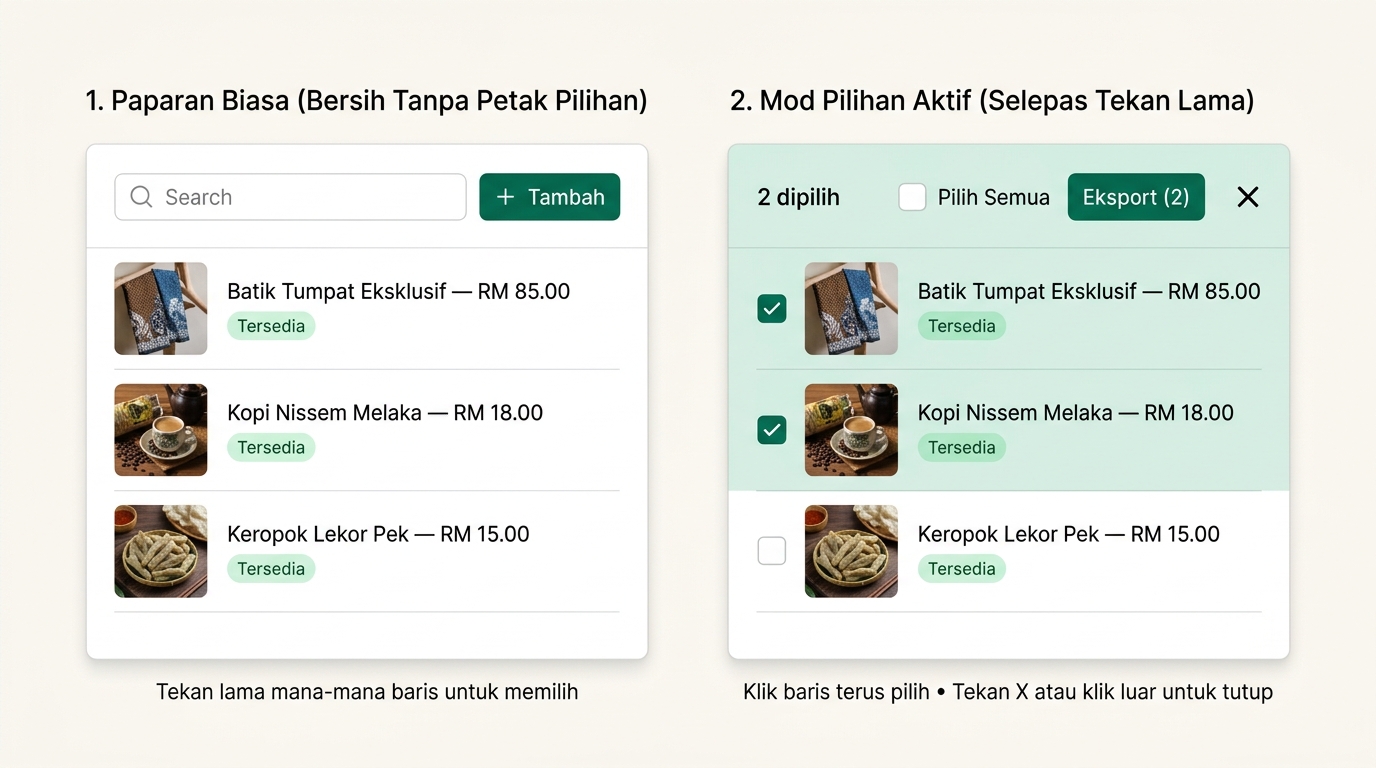 1. Paparan Biasa (Bersih Tanpa Petak Pilihan)
Search
+ Tambah
Batik Tumpat Eksklusif — RM 85.00
Tersedia
Kopi Nissem Melaka — RM 18.00
Tersedia
Keropok Lekor Pek — RM 15.00
Tersedia
Tekan lama mana-mana baris untuk memilih
2. Mod Pilihan Aktif (Selepas Tekan Lama)
2 dipilih
Pilih Semua
Eksport (2)
Batik Tumpat Eksklusif — RM 85.00
Tersedia
Kopi Nissem Melaka — RM 18.00
Tersedia
Keropok Lekor Pek — RM 15.00
Tersedia
Klik baris terus pilih • Tekan X atau klik luar untuk tutup